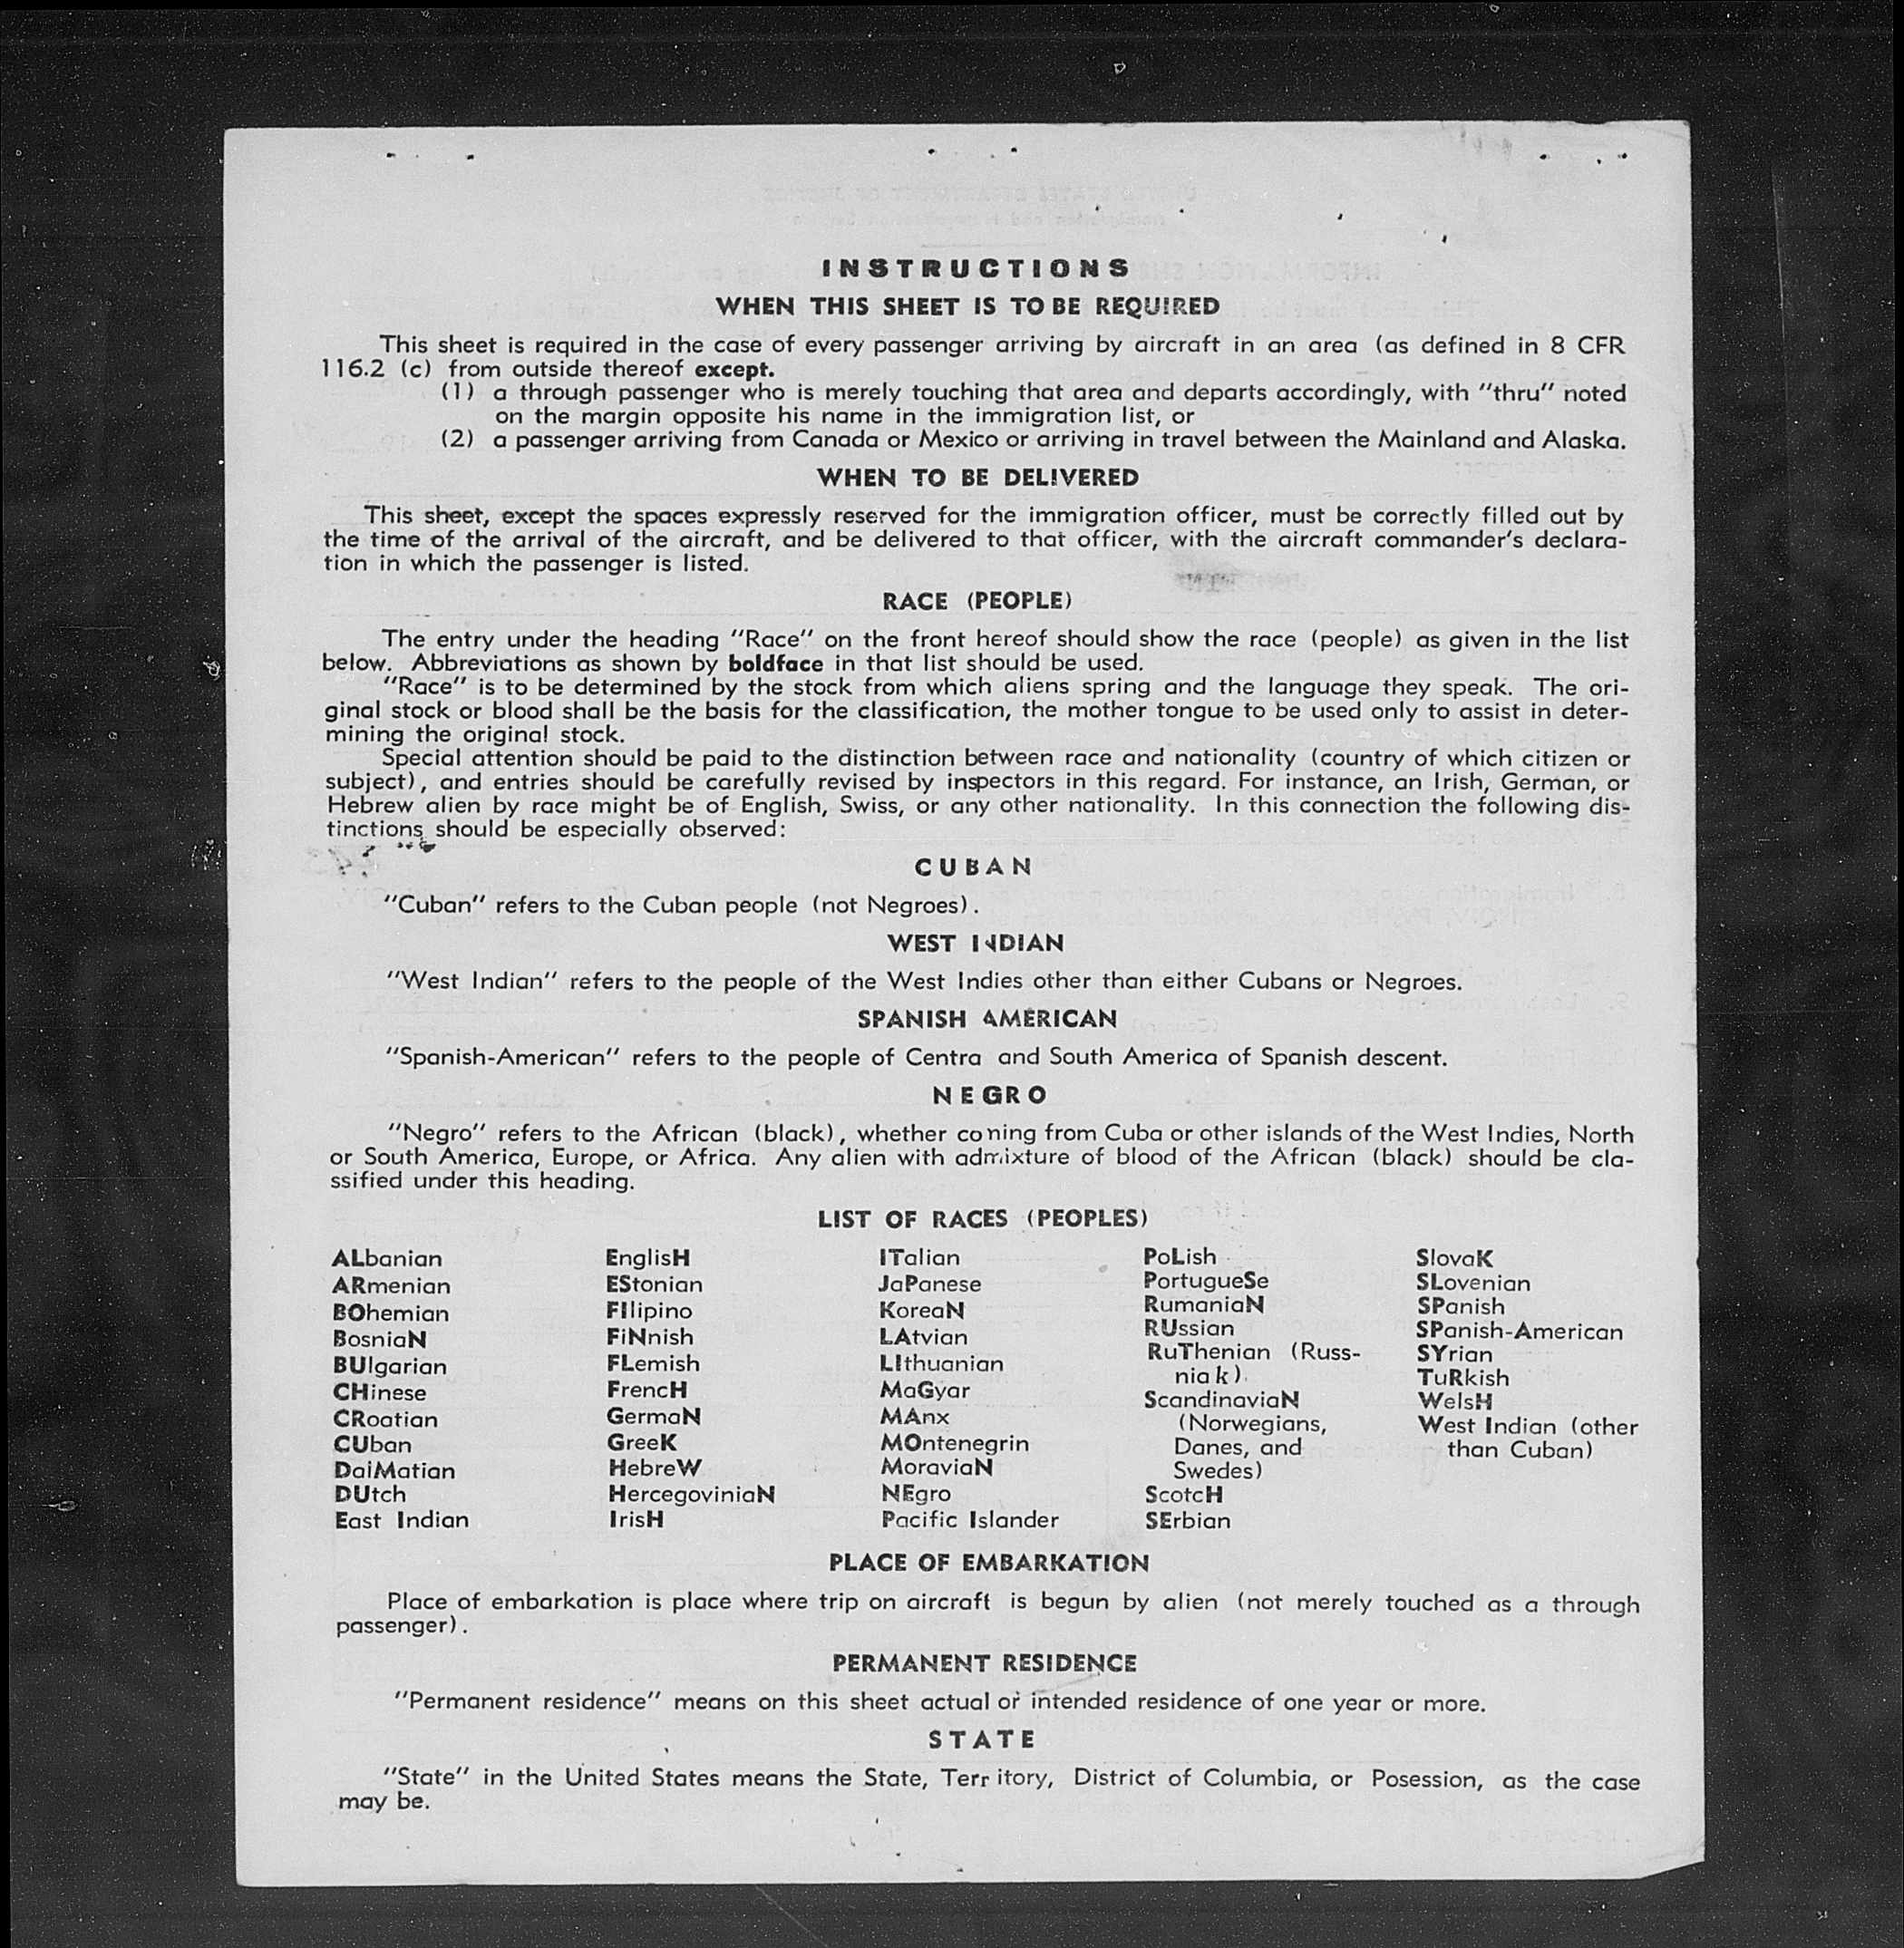 INSTRUCTIONS
WHEN THIS SHEET IS TO BE REQUIRED
This sheet is required in the case of every passenger arriving by aircraft in an area (as defined in 8 CFR
116.2 (c) from outside thereof except.
(1) a through passenger who is merely touching that area and departs accordingly, with "thru" noted
on the margin opposite his name in the immigration list, or
(2) a passenger arriving from Canada or Mexico or arriving in travel between the Mainland and Alaska.
WHEN TO BE DELIVERED
This sheet, except the spaces expressly reserved for the immigration officer, must be correctly filled out by
the time of the arrival of the aircraft, and be delivered to that officer, with the aircraft commander's declara-
tion in which the passenger is listed.
RACE (PEOPLE)
The entry under the heading "Race" on the front hereof should show the race (people) as given in the list
below. Abbreviations as shown by boldface in that list should be used.
"Race" is to be determined by the stock from which aliens spring and the language they speak. The ori-
ginal stock or blood shall be the basis for the classification, the mother tongue to be used only to assist in deter-
mining the original stock.
Special attention should be paid to the distinction between race and nationality (country of which citizen or
subject), and entries should be carefully revised by inspectors in this regard. For instance, an Irish, German, or
Hebrew alien by race might be of English, Swiss, or any other nationality. In this connection the following dis-
tinctions should be especially observed:
CUBAN
"Cuban" refers to the Cuban people (not Negroes).
WEST INDIAN
"West Indian" refers to the people of the West Indies other than either Cubans or Negroes.
SPANISH AMERICAN
"Spanish-American" refers to the people of Centra and South America of Spanish descent.
NEGRO
"Negro" refers to the African (black), whether coming from Cuba or other islands of the West Indies, North
or South America, Europe, or Africa. Any alien with admixture of blood of the African (black) should be cla-
ssified under this heading.
LIST OF RACES (PEOPLES)
ALbanian
ARmenian
BOhemian
BosniaN
BUlgarian
CHinese
CRoatian
CUban
DalMatian
DUtch
East Indian
EnglisH
EStonian
FIlipino
FiNnish
FLemish
FrencH
GermaN
GreeK
HebreW
HercegoviniaN
IrisH
ITalian
JaPanese
KoreaN
LAtvian
LIthuanian
MaGyar
MAnx
MOntenegrin
MoraviaN
NEgro
Pacific Islander
PoLish
PortugueSe
RumaniaN
RUssian
RuThenian (Russ-
niak)
ScandinaviaN
(Norwegians,
Danes, and
Swedes)
ScotcH
SErbian
SlovaK
SLovenian
SPanish
SPanish-American
SYrian
TuRkish
WelsH
West Indian (other
than Cuban)
PLACE OF EMBARKATION
Place of embarkation is place where trip on aircraft is begun by alien (not merely touched as a through
passenger).
PERMANENT RESIDENCE
"Permanent residence" means on this sheet actual or intended residence of one year or more.
STATE
"State" in the United States means the State, Territory, District of Columbia, or Posession, as the case
may be.